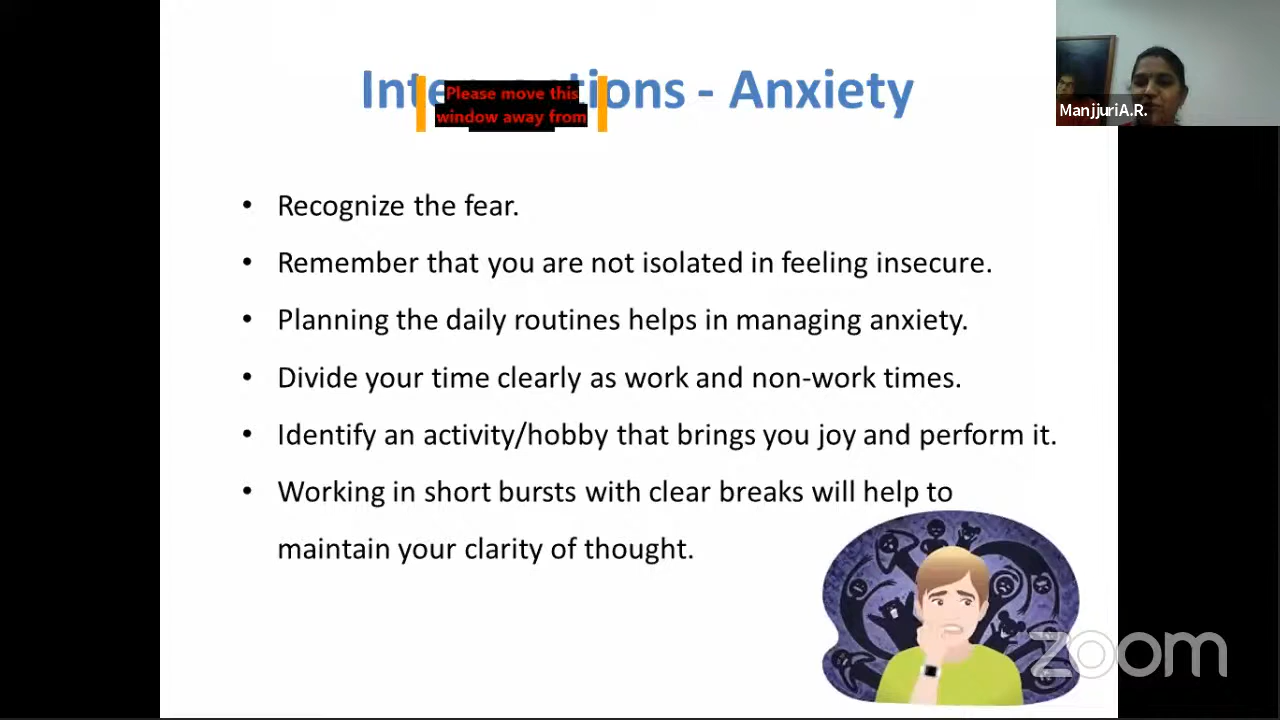 - Anxiety
Please move this
window away from
ManjjuriA.R.
• Recognize the fear.
• Remember that you are not isolated in feeling insecure.
• Planning the daily routines helps in managing anxiety.
• Divide your time clearly as work and non-work times.
• Identify an activity/hobby that brings you joy and perform it.
• Working in short bursts with clear breaks will help to
maintain your clarity of thought.
zoom